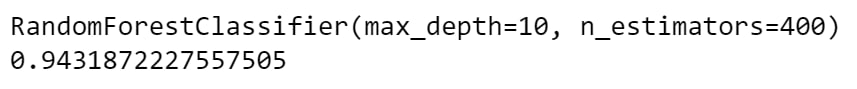 RandomForestClassifier(max_depth=10, n_estimators=400)
0.9431872227557505